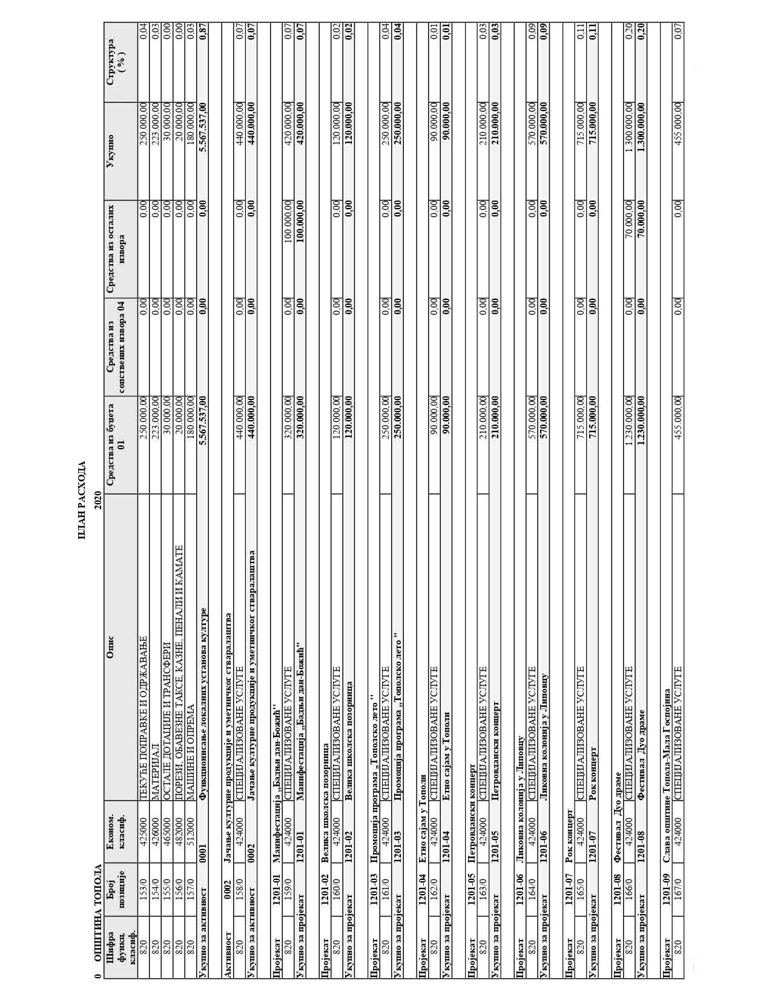 ПЛАН РАСХОДА
0 ОПШТИНА ТОПОЛА 2020
Шифра функц. класиф. Број позиције Економ. класиф. Опис Средства из буџета 01 Средства из сопствених извора 04 Средства из осталих извора Укупно Структура ( % )
820 153/0 425000 ТЕКУЋЕ ПОПРАВКЕ И ОДРЖАВАЊЕ 250.000,00 0,00 0,00 250.000,00 0,04
820 154/0 426000 МАТЕРИЈАЛ 223.000,00 0,00 0,00 223.000,00 0,03
820 155/0 465000 ОСТАЛЕ ДОТАЦИЈЕ И ТРАНСФЕРИ 30.000,00 0,00 0,00 30.000,00 0,00
820 156/0 482000 ПОРЕЗИ, ОБАВЕЗНЕ ТАКСЕ, КАЗНЕ, ПЕНАЛИ И КАМАТЕ 20.000,00 0,00 0,00 20.000,00 0,00
820 157/0 512000 МАШИНЕ И ОПРЕМА 180.000,00 0,00 0,00 180.000,00 0,03
Укупно за активност 0001 Функционисање локалних установа културе 5.567.537,00 0,00 0,00 5.567.537,00 0,87
Активност 0002 Јачање културне продукције и уметничког стваралаштва
820 158/0 424000 СПЕЦИЈАЛИЗОВАНЕ УСЛУГЕ 440.000,00 0,00 0,00 440.000,00 0,07
Укупно за активност 0002 Јачање културне продукције и уметничког стваралаштва 440.000,00 0,00 0,00 440.000,00 0,07
Пројекат 1201-01 Манифестација ,,Бадњи дан-Божић"
820 159/0 424000 СПЕЦИЈАЛИЗОВАНЕ УСЛУГЕ 320.000,00 0,00 100.000,00 420.000,00 0,07
Укупно за пројекат 1201-01 Манифестација ,,Бадњи дан-Божић" 320.000,00 0,00 100.000,00 420.000,00 0,07
Пројекат 1201-02 Велика школска позорница
820 160/0 424000 СПЕЦИЈАЛИЗОВАНЕ УСЛУГЕ 120.000,00 0,00 0,00 120.000,00 0,02
Укупно за пројекат 1201-02 Велика школска позорница 120.000,00 0,00 0,00 120.000,00 0,02
Пројекат 1201-03 Промоција програма ,,Тополско лето "
820 161/0 424000 СПЕЦИЈАЛИЗОВАНЕ УСЛУГЕ 250.000,00 0,00 0,00 250.000,00 0,04
Укупно за пројекат 1201-03 Промоција програма ,,Тополско лето " 250.000,00 0,00 0,00 250.000,00 0,04
Пројекат 1201-04 Етно сајам у Тополи
820 162/0 424000 СПЕЦИЈАЛИЗОВАНЕ УСЛУГЕ 90.000,00 0,00 0,00 90.000,00 0,01
Укупно за пројекат 1201-04 Етно сајам у Тополи 90.000,00 0,00 0,00 90.000,00 0,01
Пројекат 1201-05 Петровдански концерт
820 163/0 424000 СПЕЦИЈАЛИЗОВАНЕ УСЛУГЕ 210.000,00 0,00 0,00 210.000,00 0,03
Укупно за пројекат 1201-05 Петровдански концерт 210.000,00 0,00 0,00 210.000,00 0,03
Пројекат 1201-06 Ликовна колонија у Липовцу
820 164/0 424000 СПЕЦИЈАЛИЗОВАНЕ УСЛУГЕ 570.000,00 0,00 0,00 570.000,00 0,09
Укупно за пројекат 1201-06 Ликовна колонија у Липовцу 570.000,00 0,00 0,00 570.000,00 0,09
Пројекат 1201-07 Рок концерт
820 165/0 424000 СПЕЦИЈАЛИЗОВАНЕ УСЛУГЕ 715.000,00 0,00 0,00 715.000,00 0,11
Укупно за пројекат 1201-07 Рок концерт 715.000,00 0,00 0,00 715.000,00 0,11
Пројекат 1201-08 Фестивал Дуо драме
820 166/0 424000 СПЕЦИЈАЛИЗОВАНЕ УСЛУГЕ 1.230.000,00 0,00 70.000,00 1.300.000,00 0,20
Укупно за пројекат 1201-08 Фестивал Дуо драме 1.230.000,00 0,00 70.000,00 1.300.000,00 0,20
Пројекат 1201-09 Слава општине Топола-Мала Госпојина
820 167/0 424000 СПЕЦИЈАЛИЗОВАНЕ УСЛУГЕ 455.000,00 0,00 0,00 455.000,00 0,07